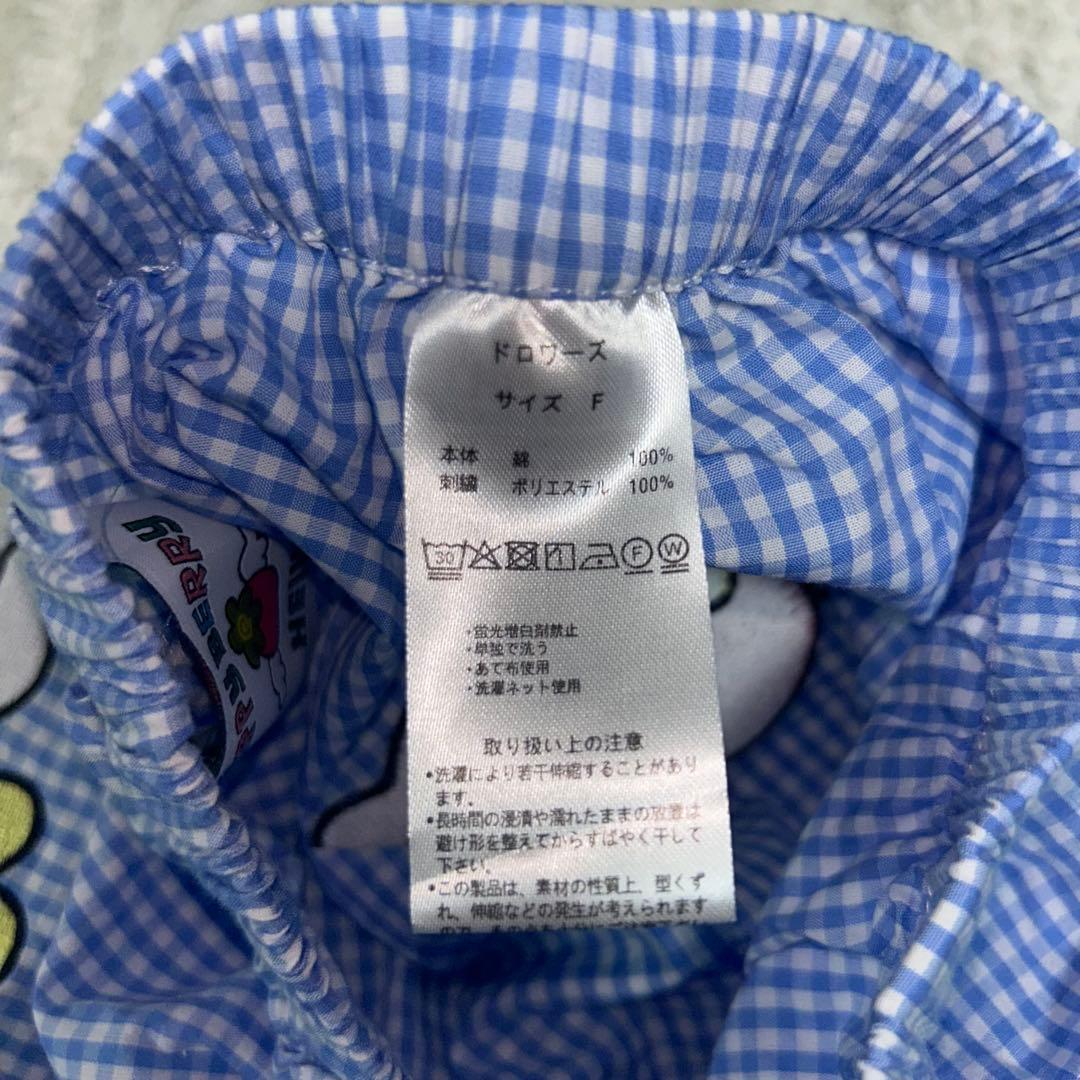 ドロワーズ
サイズ F
本体 綿 100%
刺繍 ポリエステル 100%
30 F W
・蛍光増白剤禁止
・単独で洗う
・あて布使用
・洗濯ネット使用
取り扱い上の注意
●洗濯により若干伸縮することがあり
ます。
●長時間の浸漬や濡れたままの放置は
避け形を整えてからすばやく干して
下さい。
●この製品は、素材の性質上、型くず
れ、伸縮などの発生が考えられます
BERRY
HE